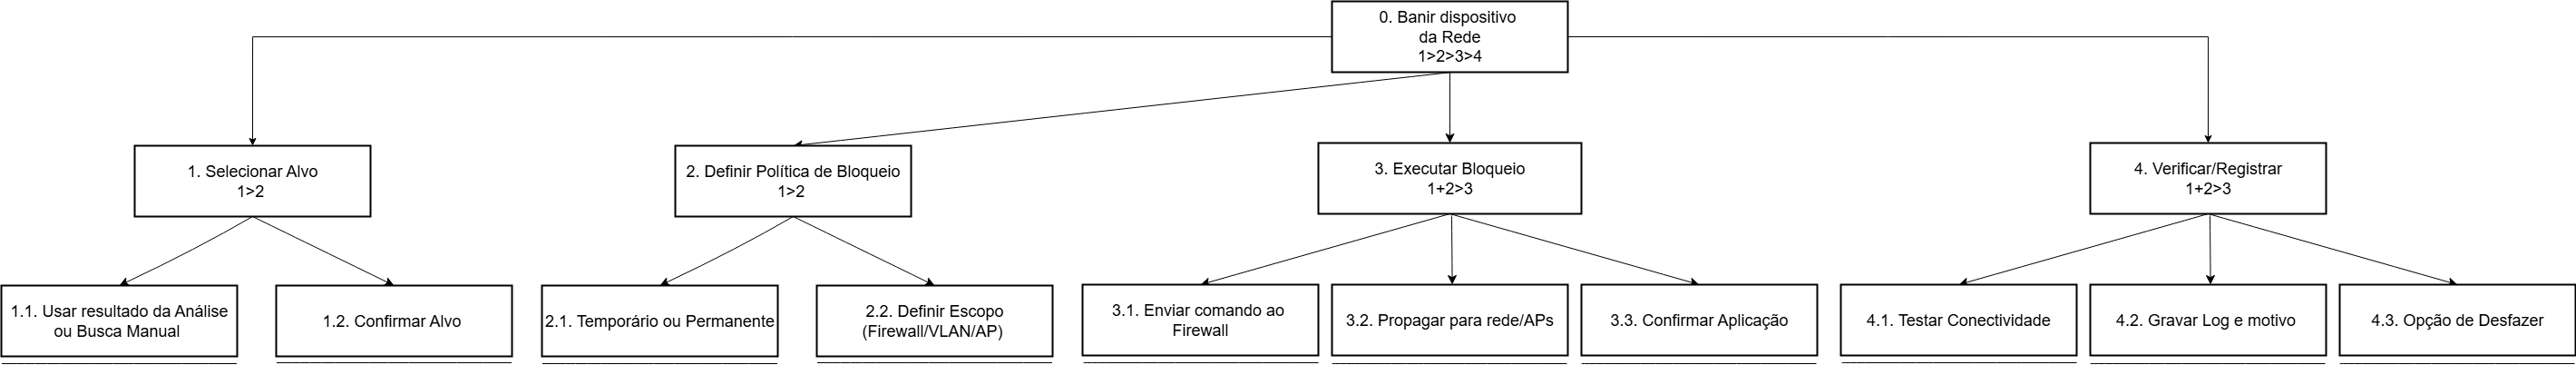 0. Banir dispositivo
da Rede
1>2>3>4
1. Selecionar Alvo
1>2
2. Definir Política de Bloqueio
1>2
3. Executar Bloqueio
1+2>3
4. Verificar/Registrar
1+2>3
1.1. Usar resultado da Análise
ou Busca Manual
1.2. Confirmar Alvo
2.1. Temporário ou Permanente
2.2. Definir Escopo
(Firewall/VLAN/AP)
3.1. Enviar comando ao
Firewall
3.2. Propagar para rede/APs
3.3. Confirmar Aplicação
4.1. Testar Conectividade
4.2. Gravar Log e motivo
4.3. Opção de Desfazer